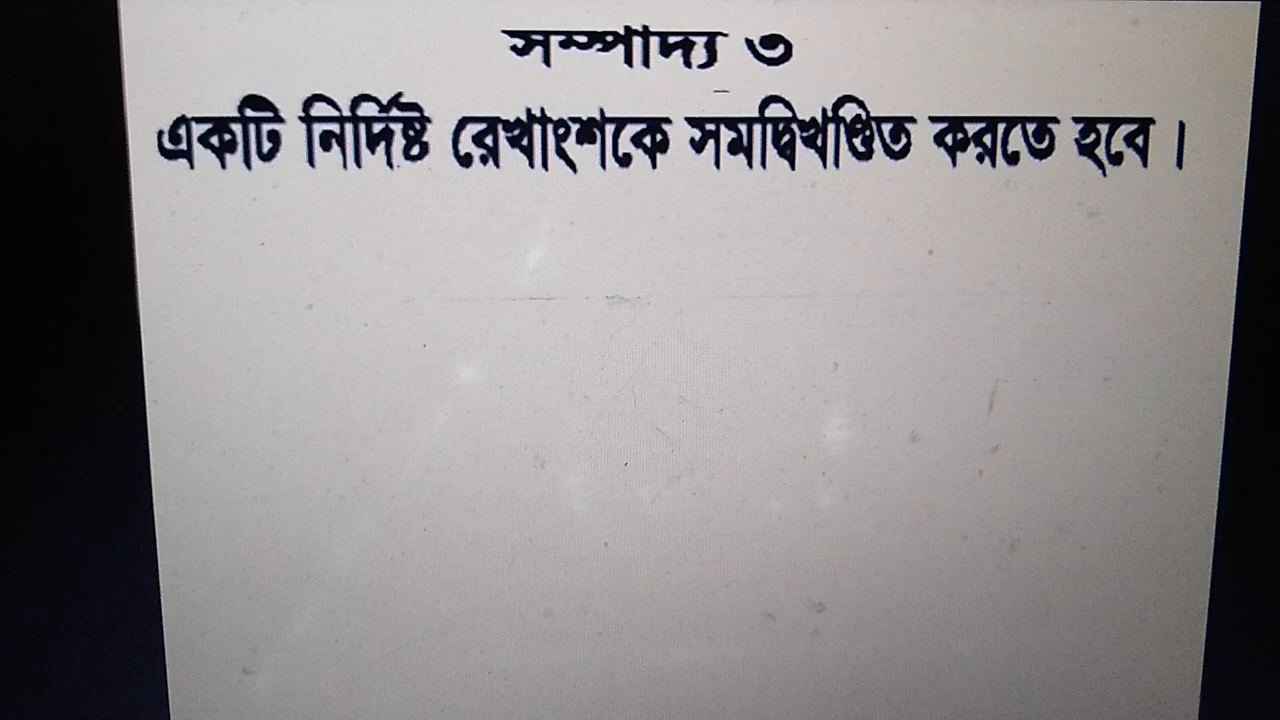 সম্পাদ্য ৩
একটি নির্দিষ্ট রেখাংশকে সমদ্বিখণ্ডিত করতে হবে।